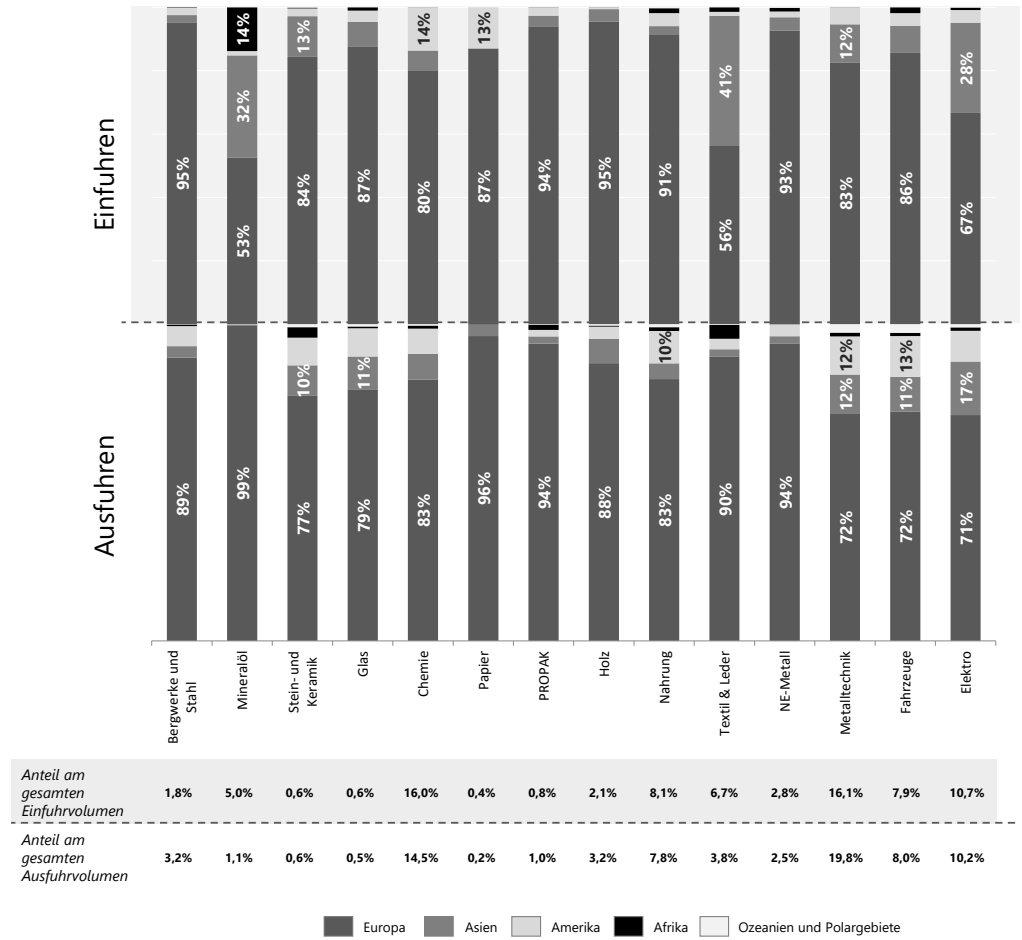 Einfuhren
14%
13%
14%
13%
12%
32%
41%
28%
95%
53%
84%
87%
80%
87%
94%
95%
91%
56%
93%
83%
86%
67%
Ausfuhren
10%
11%
10%
12%
12%
13%
11%
17%
89%
99%
77%
79%
83%
96%
94%
88%
83%
90%
94%
72%
72%
71%
Bergwerke und
Stahl
Mineralöl
Stein- und
Keramik
Glas
Chemie
Papier
PROPAK
Holz
Nahrung
Textil & Leder
NE-Metall
Metalltechnik
Fahrzeuge
Elektro
Anteil am
gesamten
Einfuhrvolumen
1,8% 5,0% 0,6% 0,6% 16,0% 0,4% 0,8% 2,1% 8,1% 6,7% 2,8% 16,1% 7,9% 10,7%
Anteil am
gesamten
Ausfuhrvolumen
3,2% 1,1% 0,6% 0,5% 14,5% 0,2% 1,0% 3,2% 7,8% 3,8% 2,5% 19,8% 8,0% 10,2%
Europa Asien Amerika Afrika Ozeanien und Polargebiete